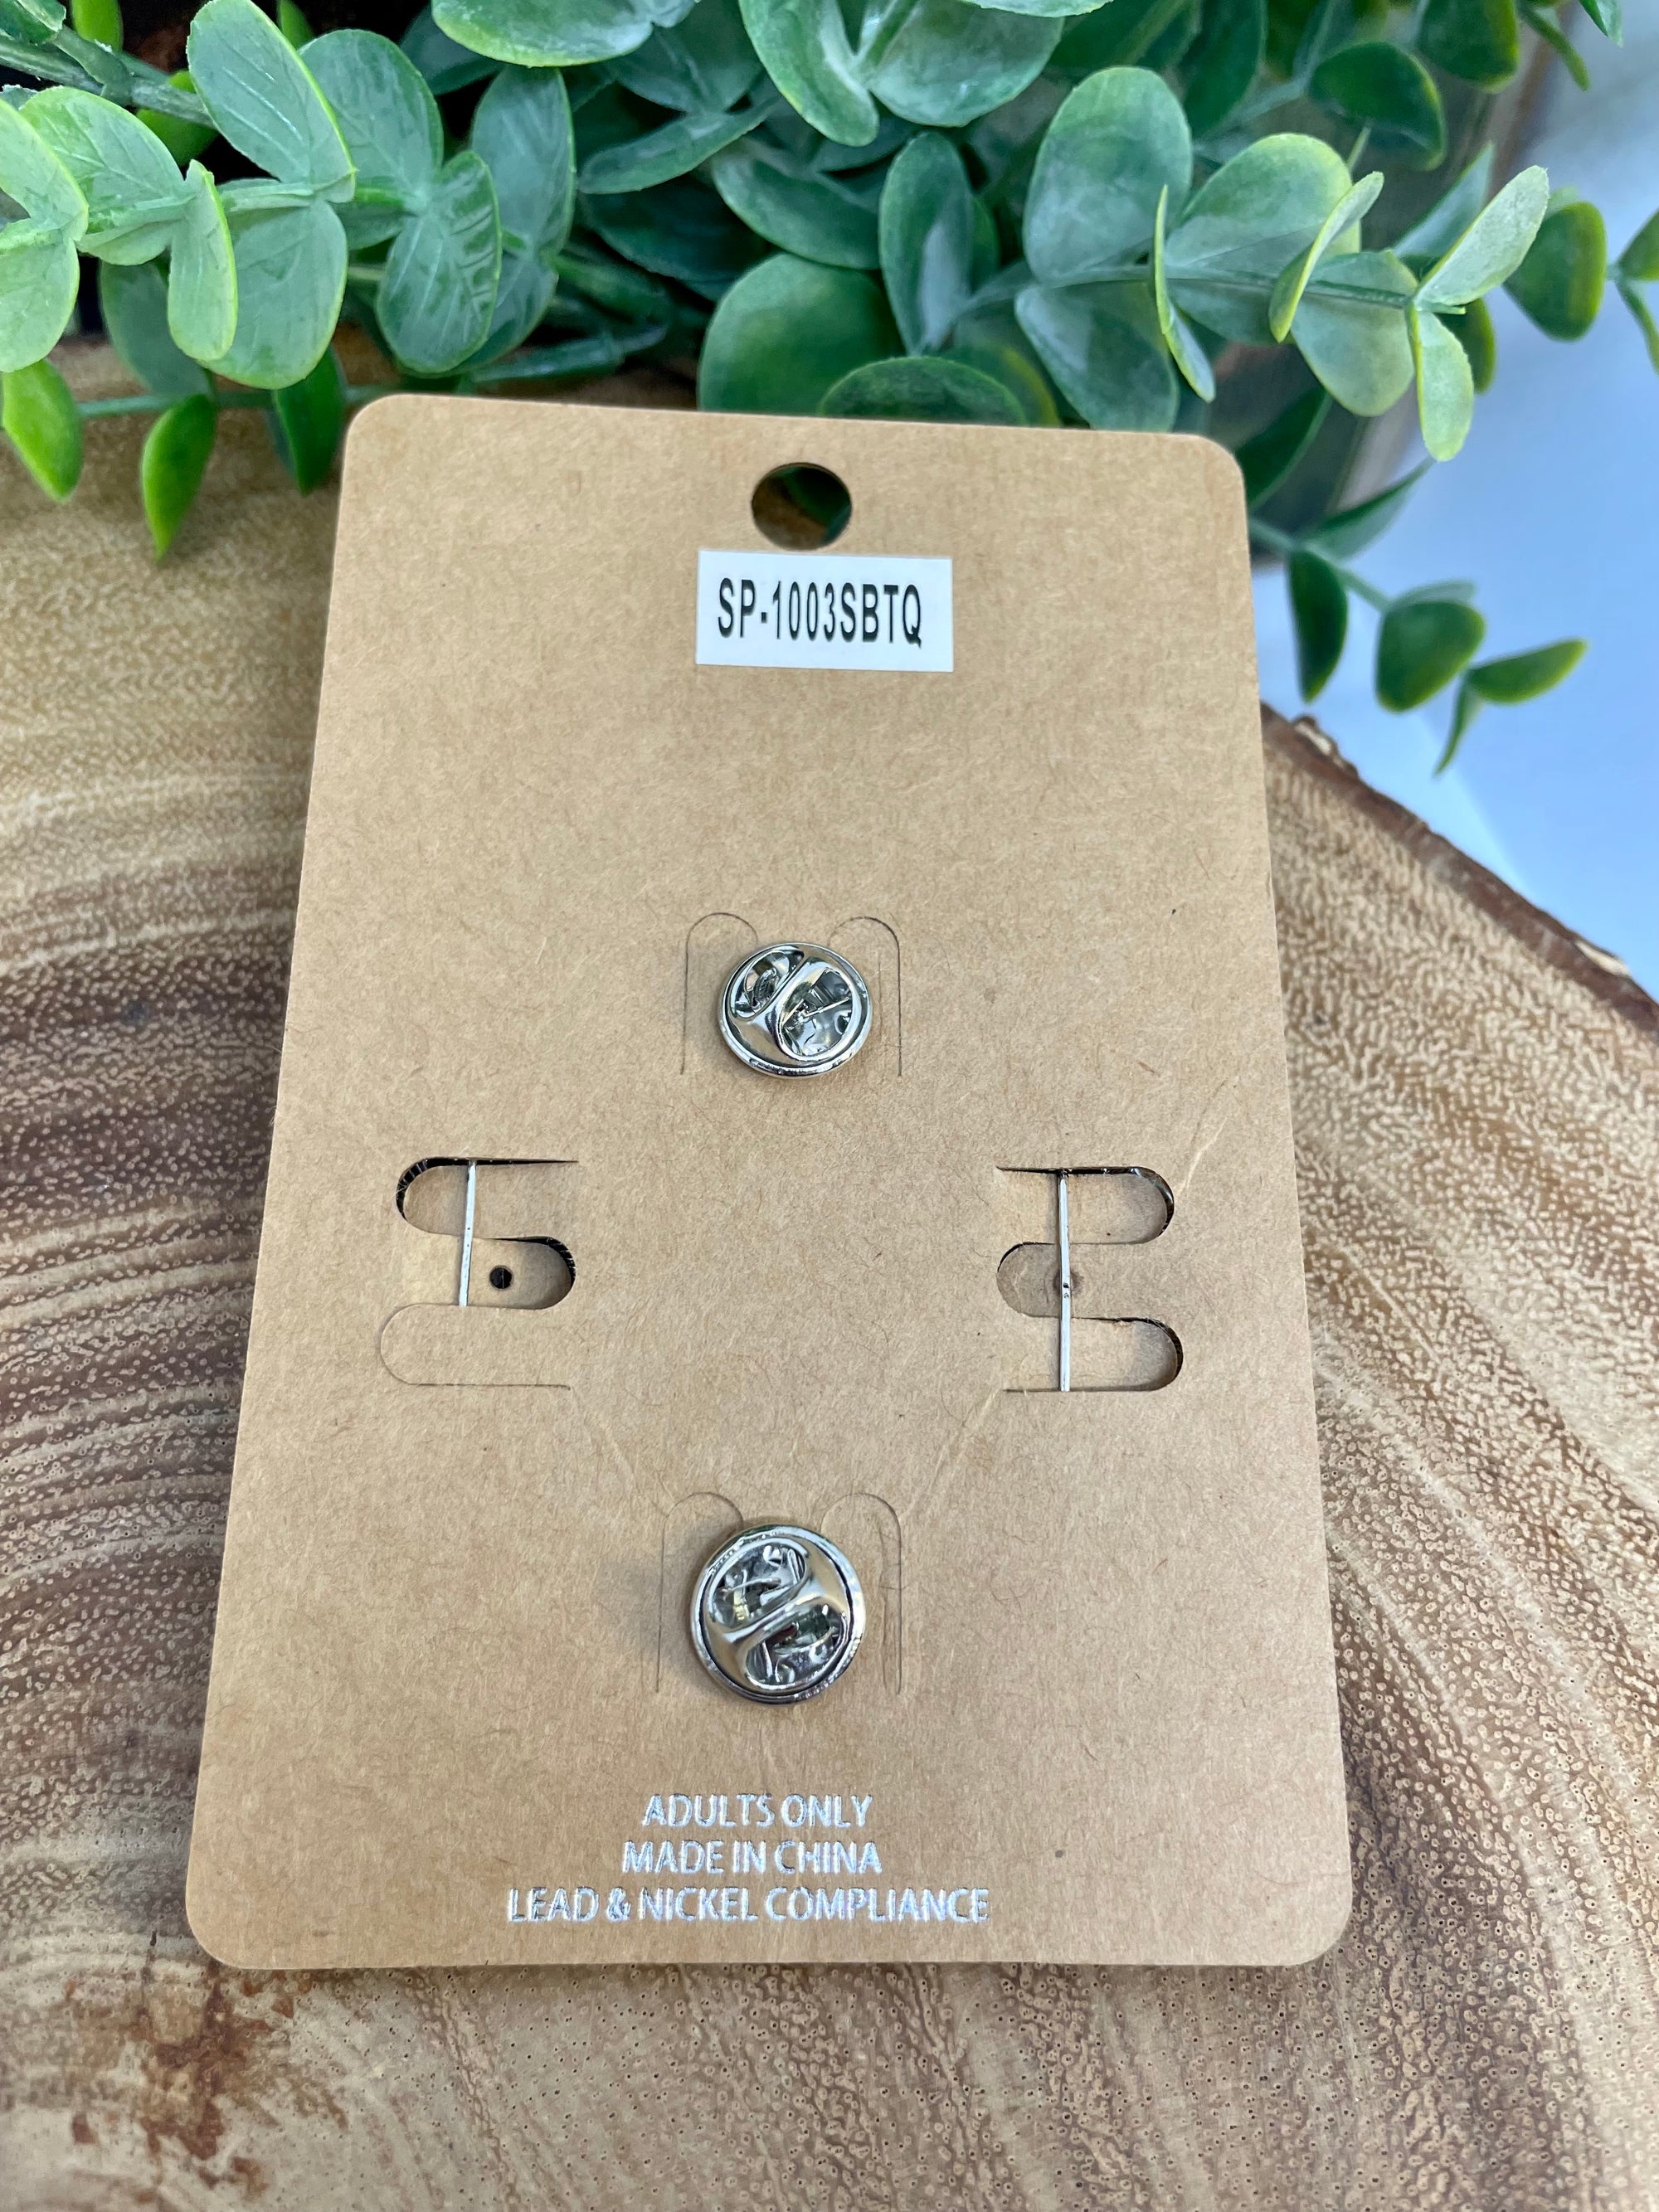 SP-1003SBTQ
ADULTS ONLY
MADE IN CHINA
LEAD & NICKEL COMPLIANCE